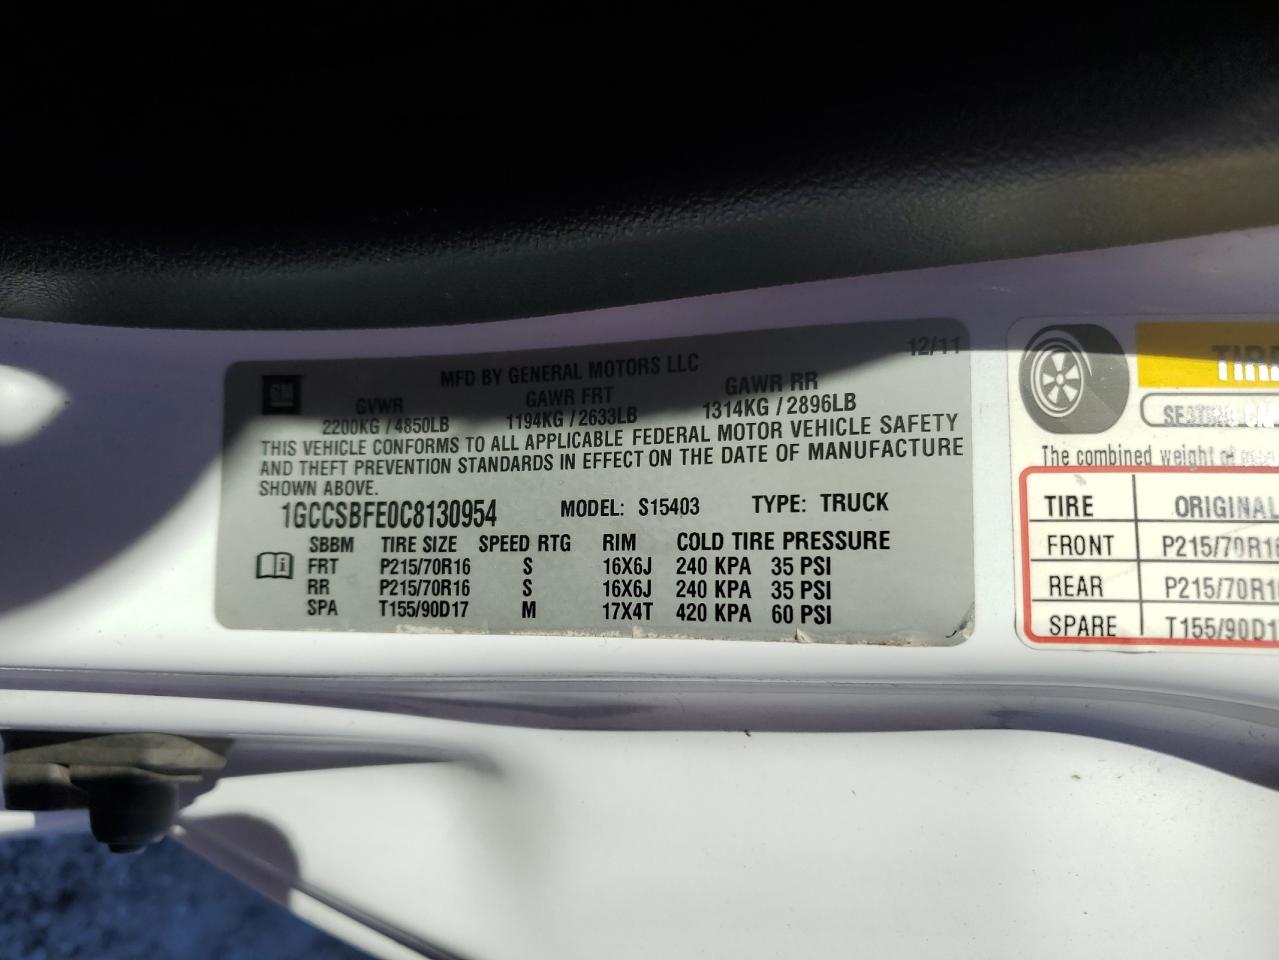 GM
MFD BY GENERAL MOTORS LLC
12/11
GVWR GAWR FRT GAWR RR
2200KG / 4850LB 1194KG / 2633LB 1314KG / 2896LB
THIS VEHICLE CONFORMS TO ALL APPLICABLE FEDERAL MOTOR VEHICLE SAFETY
AND THEFT PREVENTION STANDARDS IN EFFECT ON THE DATE OF MANUFACTURE
SHOWN ABOVE.
1GCCSBFE0C8130954 MODEL: S15403 TYPE: TRUCK
SBBM TIRE SIZE SPEED RTG RIM COLD TIRE PRESSURE
FRT P215/70R16 S 16X6J 240 KPA 35 PSI
RR P215/70R16 S 16X6J 240 KPA 35 PSI
SPA T155/90D17 M 17X4T 420 KPA 60 PSI
TIR
SEATING
The combined weight of
TIRE ORIGINAL
FRONT P215/70R16
REAR P215/70R1
SPARE T155/90D1